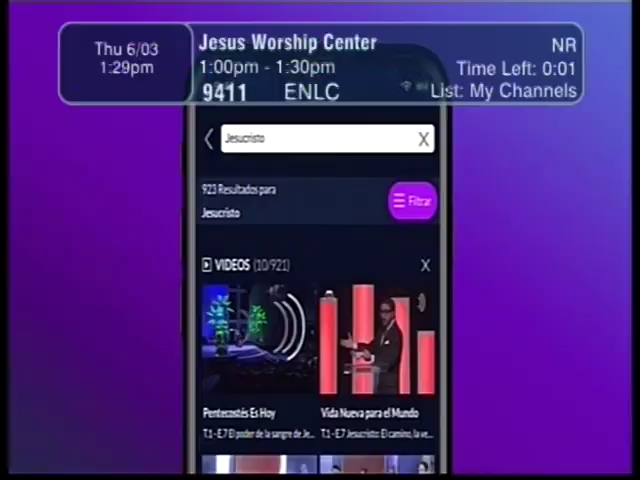 Thu 6/03
1:29pm
Jesus Worship Center
NR
1:00pm - 1:30pm
Time Left: 0:01
9411
ENLC
List: My Channels
Jesucristo
X
923 Resultados para
Jesucristo
Filtrar
VIDEOS (10/921)
X
Pentecostés Es Hoy
Vida Nueva para el Mundo
T.1 - E.7 El poder de la sangre de Je...
T.1 - E.7 Jesucristo: El camino, la ve...